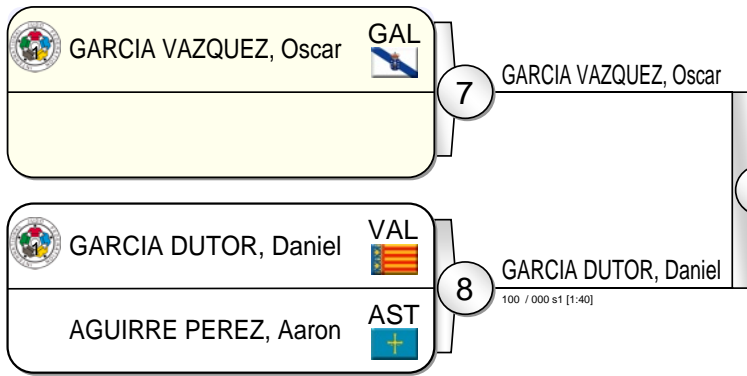 GARCIA VAZQUEZ, Oscar GAL
7
GARCIA VAZQUEZ, Oscar
GARCIA DUTOR, Daniel VAL
8
GARCIA DUTOR, Daniel
100 / 000 s1 [1:40]
AGUIRRE PEREZ, Aaron AST